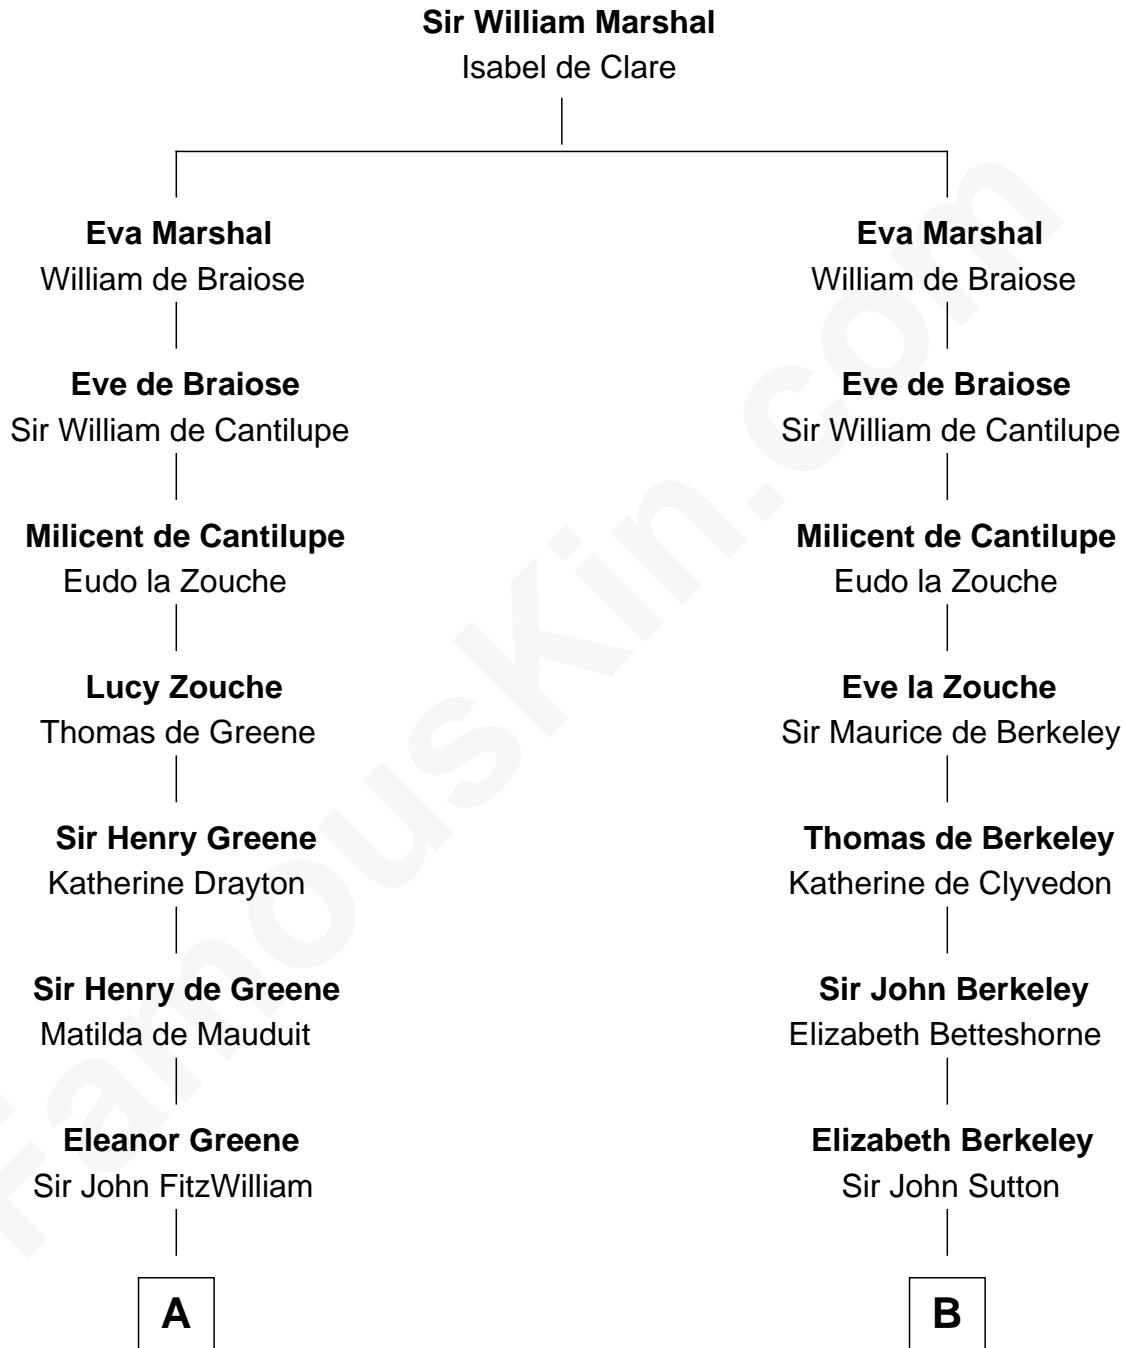 Sir William Marshal
Isabel de Clare
Eva Marshal
William de Braiose
Eve de Braiose
Sir William de Cantilupe
Milicent de Cantilupe
Eudo la Zouche
Lucy Zouche
Thomas de Greene
Sir Henry Greene
Katherine Drayton
Sir Henry de Greene
Matilda de Mauduit
Eleanor Greene
Sir John FitzWilliam
A
Eva Marshal
William de Braiose
Eve de Braiose
Sir William de Cantilupe
Milicent de Cantilupe
Eudo la Zouche
Eve la Zouche
Sir Maurice de Berkeley
Thomas de Berkeley
Katherine de Clyvedon
Sir John Berkeley
Elizabeth Betteshorne
Elizabeth Berkeley
Sir John Sutton
B
FamousKin.com